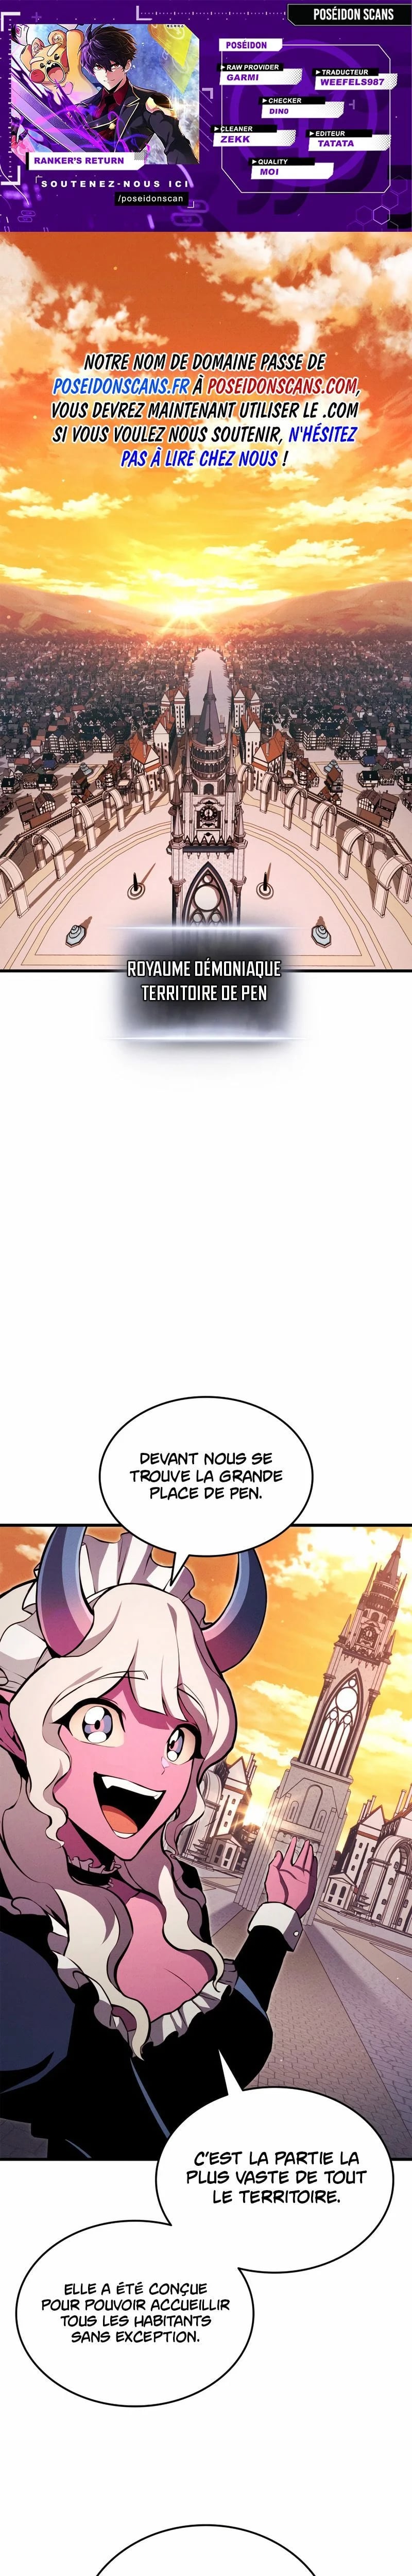 POSÉIDON SCANS
POSÉIDON
▶RAW PROVIDER
GARMI
▶TRADUCTEUR
WEEFELS987
▶CHECKER
DINO
▶CLEANER
ZEKK
▶EDITEUR
TATATA
▶QUALITY
MOI
RANKER'S RETURN
SOUTENEZ-NOUS ICI
/poseidonscan
NOTRE NOM DE DOMAINE PASSE DE
POSEIDONSCANS.FR À POSEIDONSCANS.COM,
VOUS DEVREZ MAINTENANT UTILISER LE .COM
SI VOUS VOULEZ NOUS SOUTENIR, N'HÉSITEZ
PAS À LIRE CHEZ NOUS !
ROYAUME DÉMONIAQUE
TERRITOIRE DE PEN
DEVANT NOUS SE
TROUVE LA GRANDE
PLACE DE PEN.
C'EST LA PARTIE LA
PLUS VASTE DE TOUT
LE TERRITOIRE.
ELLE A ÉTÉ CONÇUE
POUR POUVOIR ACCUEILLIR
TOUS LES HABITANTS
SANS EXCEPTION.